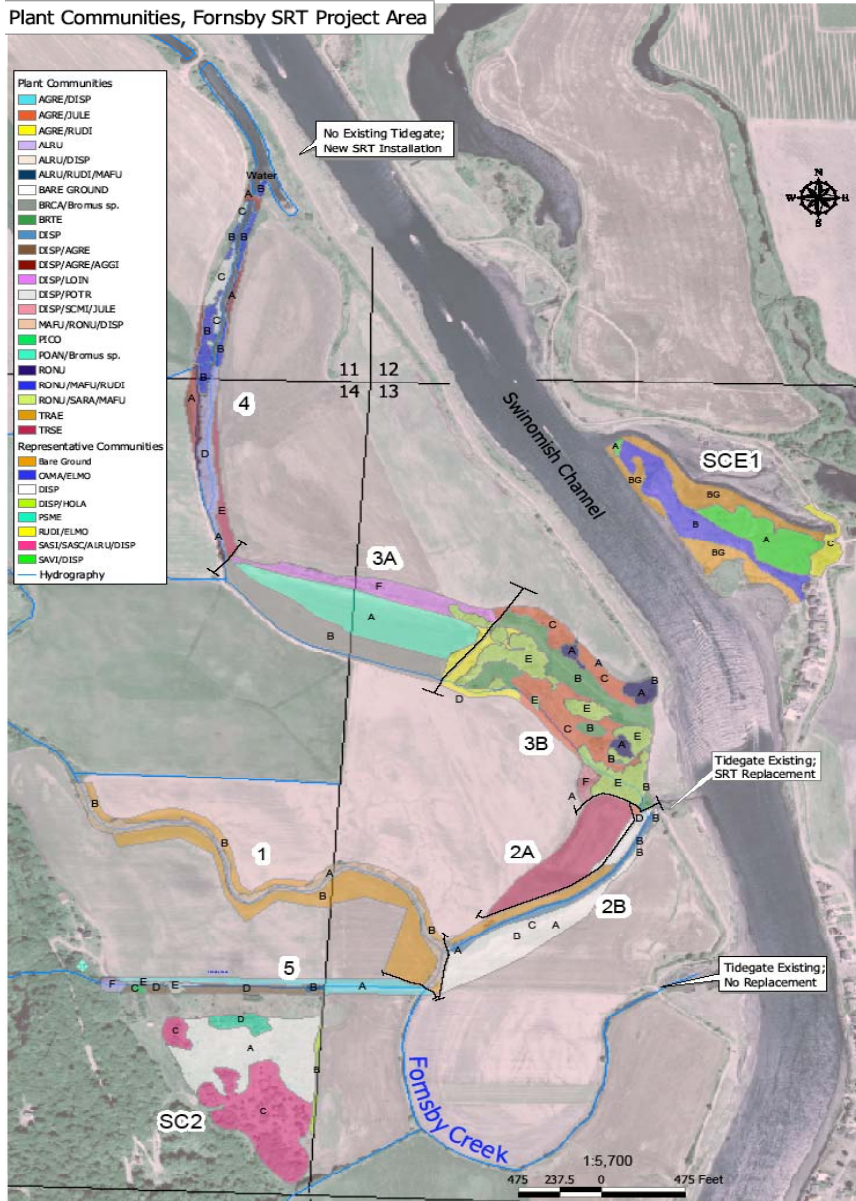 Plant Communities, Fornsby SRT Project Area
Plant Communities
AGRE/DISP
AGRE/JULE
AGRE/RUDI
ALRU
ALRU/DISP
ALRU/RUDI/MAFU
BARE GROUND
BRCA/Bromus sp.
BRTE
DISP
DISP/AGRE
DISP/AGRE/AGGI
DISP/LOIN
DISP/POTR
DISP/SCMI/JULE
MAFU/RONU/DISP
PICO
POAN/Bromus sp.
RONU
RONU/MAFU/RUDI
RONU/SARA/MAFU
TRAE
TRSE
Representative Communities
Bare Ground
CAMA/ELMO
DISP
DISP/HOLA
PSME
RUDI/ELMO
SASI/SASC/ALRU/DISP
SAVI/DISP
Hydrography
No Existing Tidegate;
New SRT Installation
N
W E
S
Water
B
A
C
B B
C
A
C
B
B
B
11 12
14 13
A
4
D
E
A
Swinomish Channel
SCE1
A
BG
BG
B
A
BG
C
3A
F
A
B
C
A
A
E
B
C
B
A
D
E
E
C
B
E
A
3B
B
F
E
B
A
Tidegate Existing;
SRT Replacement
D B
B
B
2A
2B
B
B
1
A
B
B
A
C A
D
5
F
E
C
D
E
D
B
A
Tidegate Existing;
No Replacement
C
D
A
B
C
SC2
Fornsby Creek
1:5,700
475 237.5 0 475 Feet